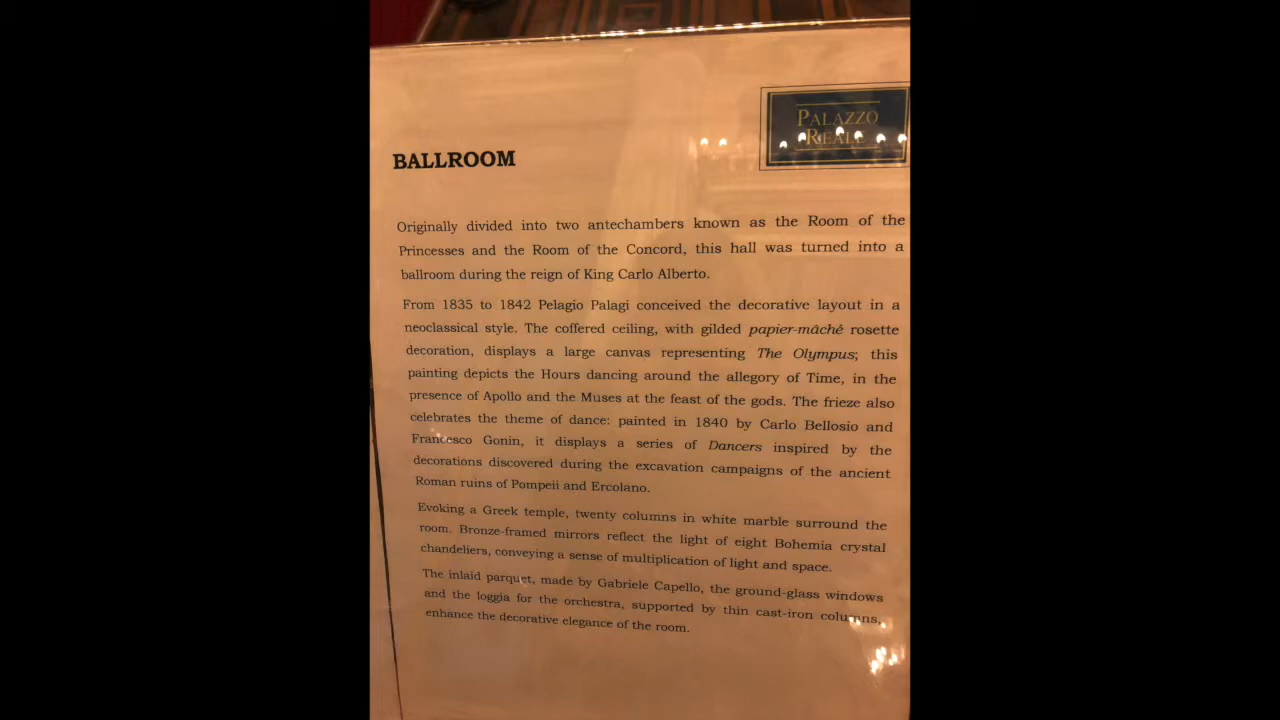 PALAZZO
REALE
BALLROOM
Originally divided into two antechambers known as the Room of the
Princesses and the Room of the Concord, this hall was turned into a
ballroom during the reign of King Carlo Alberto.
From 1835 to 1842 Pelagio Palagi conceived the decorative layout in a
neoclassical style. The coffered ceiling, with gilded papier-mâché rosette
decoration, displays a large canvas representing The Olympus; this
painting depicts the Hours dancing around the allegory of Time, in the
presence of Apollo and the Muses at the feast of the gods. The frieze also
celebrates the theme of dance: painted in 1840 by Carlo Bellosio and
Francesco Gonin, it displays a series of Dancers inspired by the
decorations discovered during the excavation campaigns of the ancient
Roman ruins of Pompeii and Ercolano.
Evoking a Greek temple, twenty columns in white marble surround the
room. Bronze-framed mirrors reflect the light of eight Bohemia crystal
chandeliers, conveying a sense of multiplication of light and space.
The inlaid parquet, made by Gabriele Capello, the ground-glass windows
and the loggia for the orchestra, supported by thin cast-iron columns,
enhance the decorative elegance of the room.